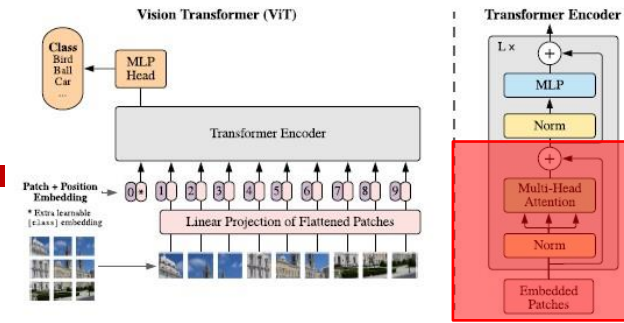 Vision Transformer (ViT)
Class
Bird
Ball
Car
...
MLP
Head
Transformer Encoder
Patch + Position
Embedding
* Extra learnable
[class] embedding
0 * 1 2 3 4 5 6 7 8 9
Linear Projection of Flattened Patches
Transformer Encoder
L ×
+
MLP
Norm
+
Multi-Head
Attention
Norm
Embedded
Patches